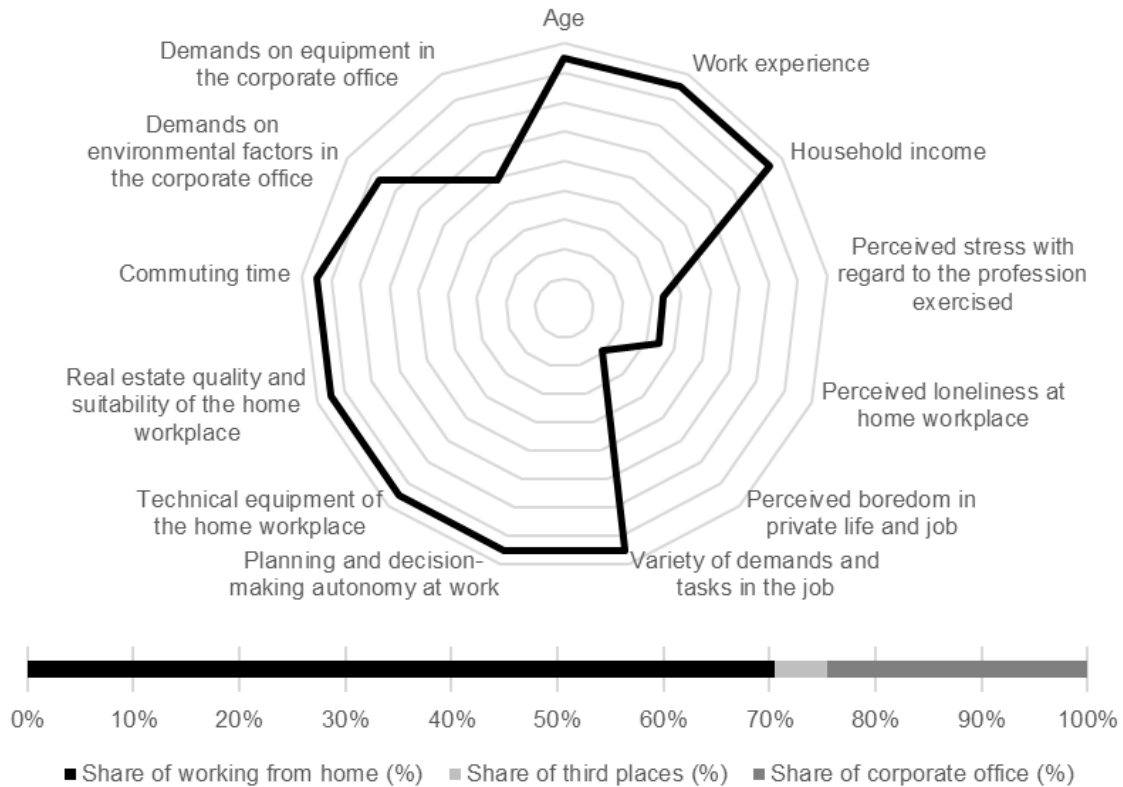 Age
Work experience
Household income
Perceived stress with
regard to the profession
exercised
Perceived loneliness at
home workplace
Perceived boredom in
private life and job
Variety of demands and
tasks in the job
Planning and decision-
making autonomy at work
Technical equipment of
the home workplace
Real estate quality and
suitability of the home
workplace
Commuting time
Demands on
environmental factors in
the corporate office
Demands on equipment in
the corporate office
0% 10% 20% 30% 40% 50% 60% 70% 80% 90% 100%
Share of working from home (%) Share of third places (%) Share of corporate office (%)